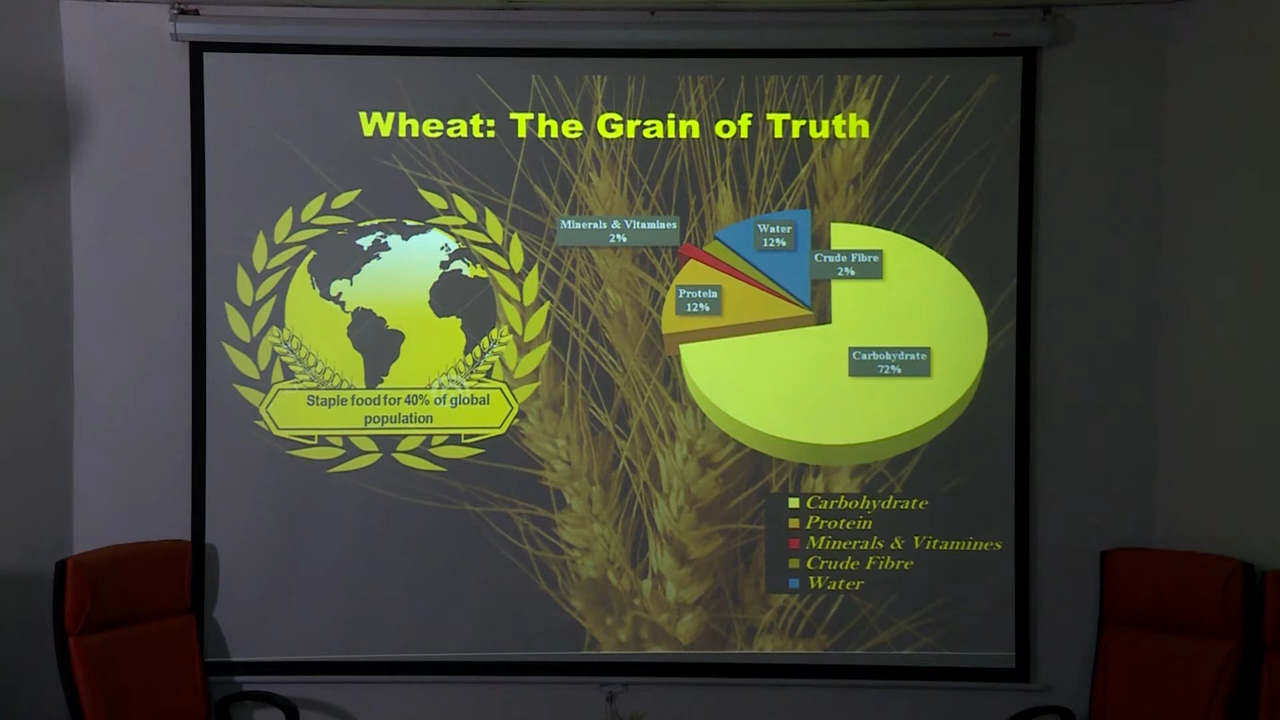 Wheat: The Grain of Truth
Minerals & Vitamines
2%
Water
12%
Crude Fibre
2%
Protein
12%
Carbohydrate
72%
Staple food for 40% of global
population
Carbohydrate
Protein
Minerals & Vitamines
Crude Fibre
Water